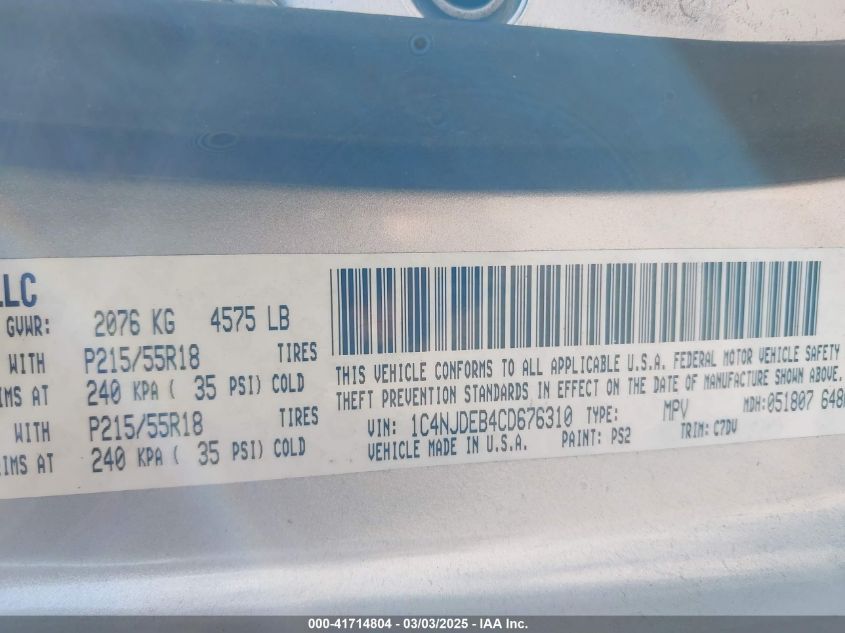 LLC
GVWR: 2076 KG 4575 LB
WITH P215/55R18 TIRES
IMS AT 240 KPA ( 35 PSI) COLD
WITH P215/55R18 TIRES
IMS AT 240 KPA ( 35 PSI) COLD
THIS VEHICLE CONFORMS TO ALL APPLICABLE U.S.A. FEDERAL MOTOR VEHICLE SAFETY
THEFT PREVENTION STANDARDS IN EFFECT ON THE DATE OF MANUFACTURE SHOWN ABOVE.
VIN: 1C4NJDEB4CD676310 TYPE: MPV MDH:051807 648
VEHICLE MADE IN U.S.A. PAINT: PS2 TRIM: C7DV
000-41714804 - 03/03/2025 - IAA Inc.